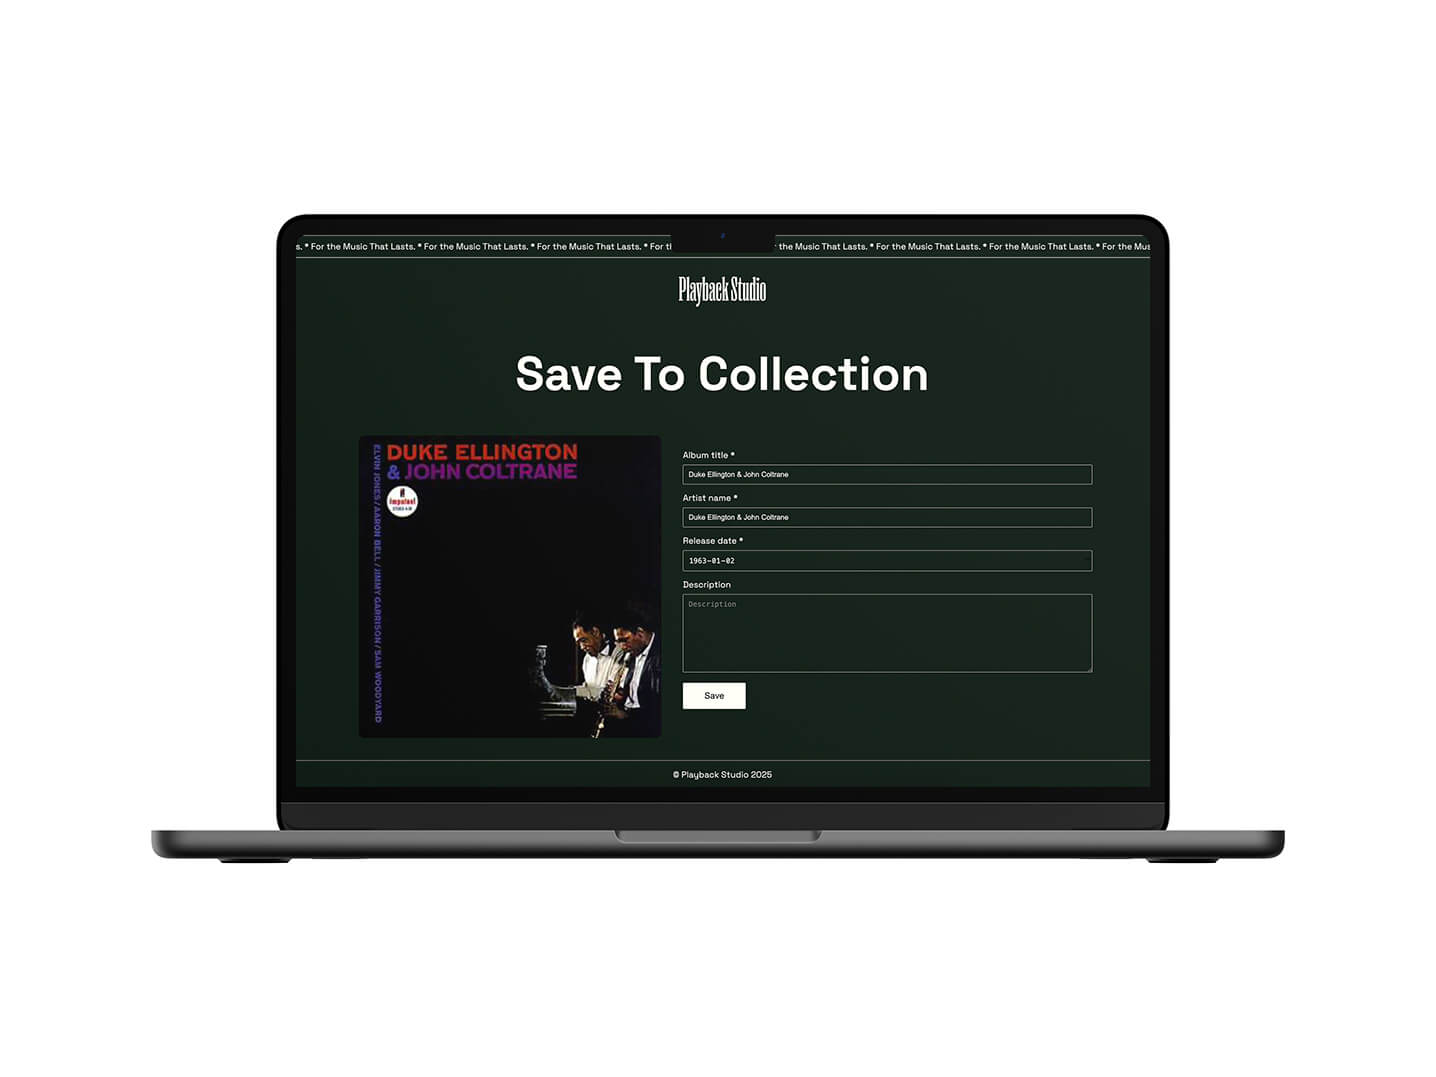 s. * For the Music That Lasts. * For the Music That Lasts. * For the Music That Lasts. * For t the Music That Lasts. * For the Music That Lasts. * For the Music That Lasts. * For the Mus
Playback Studio
Save To Collection
DUKE ELLINGTON
& JOHN COLTRANE
ELVIN JONES / AARON BELL / JIMMY GARRISON / SAM WOODYARD
impulse!
Album title *
Duke Ellington & John Coltrane
Artist name *
Duke Ellington & John Coltrane
Release date *
1963-01-02
Description
Description
Save
© Playback Studio 2025